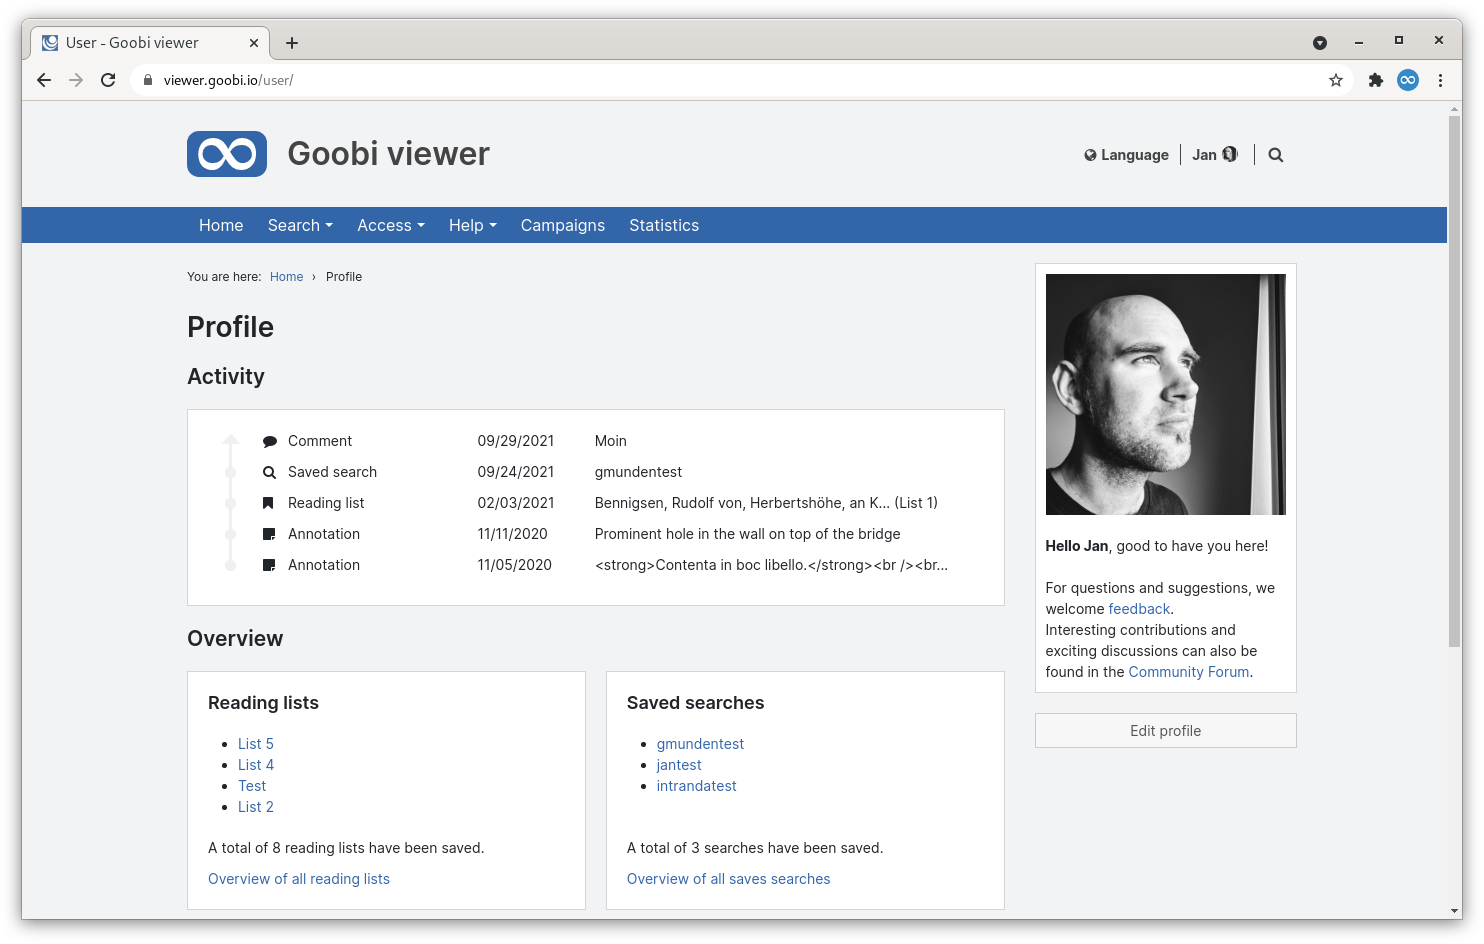 User - Goobi viewer
viewer.goobi.io/user/
Goobi viewer
Language
Jan
Home Search Access Help Campaigns Statistics
You are here: Home › Profile
Profile
Activity
Comment 09/29/2021 Moin
Saved search 09/24/2021 gmundentest
Reading list 02/03/2021 Bennigsen, Rudolf von, Herbertshöhe, an K... (List 1)
Annotation 11/11/2020 Prominent hole in the wall on top of the bridge
Annotation 11/05/2020 <strong>Contenta in boc libello.</strong><br /><br...
Overview
Reading lists
List 5
List 4
Test
List 2
A total of 8 reading lists have been saved.
Overview of all reading lists
Saved searches
gmundentest
jantest
intrandatest
A total of 3 searches have been saved.
Overview of all saves searches
Hello Jan, good to have you here!
For questions and suggestions, we
welcome feedback.
Interesting contributions and
exciting discussions can also be
found in the Community Forum.
Edit profile